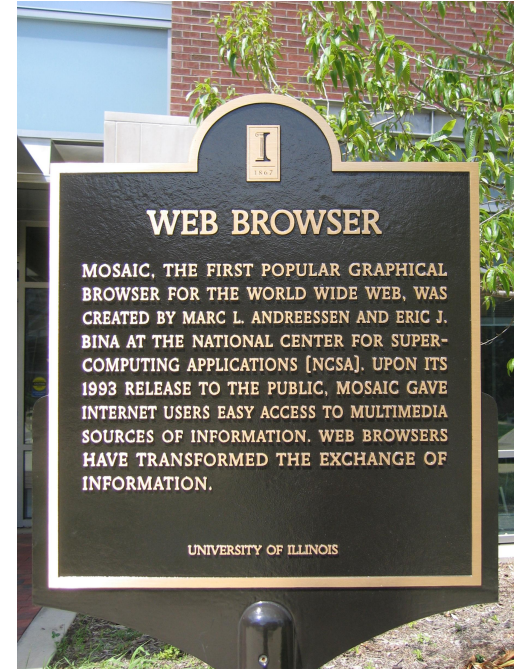 I
1867
WEB BROWSER
MOSAIC, THE FIRST POPULAR GRAPHICAL
BROWSER FOR THE WORLD WIDE WEB, WAS
CREATED BY MARC L. ANDREESSEN AND ERIC J.
BINA AT THE NATIONAL CENTER FOR SUPER-
COMPUTING APPLICATIONS [NCSA]. UPON ITS
1993 RELEASE TO THE PUBLIC, MOSAIC GAVE
INTERNET USERS EASY ACCESS TO MULTIMEDIA
SOURCES OF INFORMATION. WEB BROWSERS
HAVE TRANSFORMED THE EXCHANGE OF
INFORMATION.
UNIVERSITY OF ILLINOIS